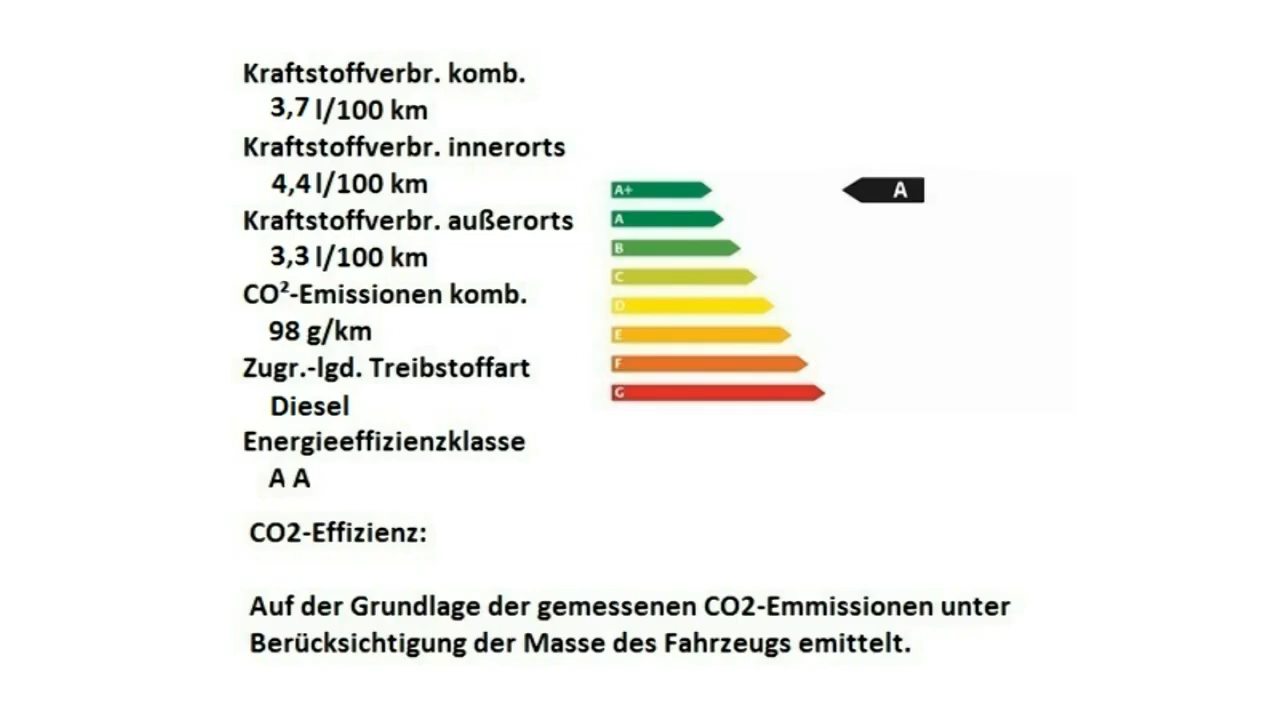 Kraftstoffverbr. komb.
3,7 l/100 km
Kraftstoffverbr. innerorts
4,4 l/100 km
Kraftstoffverbr. außerorts
3,3 l/100 km
CO²-Emissionen komb.
98 g/km
Zugr.-lgd. Treibstoffart
Diesel
Energieeffizienzklasse
A A
A+
A
B
C
D
E
F
G
A
CO2-Effizienz:
Auf der Grundlage der gemessenen CO2-Emmissionen unter
Berücksichtigung der Masse des Fahrzeugs emittelt.